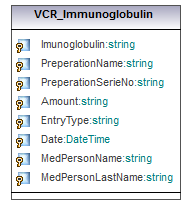 VCR_Immunoglobulin
Imunoglobulin:string
PreperationName:string
PreperationSerieNo:string
Amount:string
EntryType:string
Date:DateTime
MedPersonName:string
MedPersonLastName:string